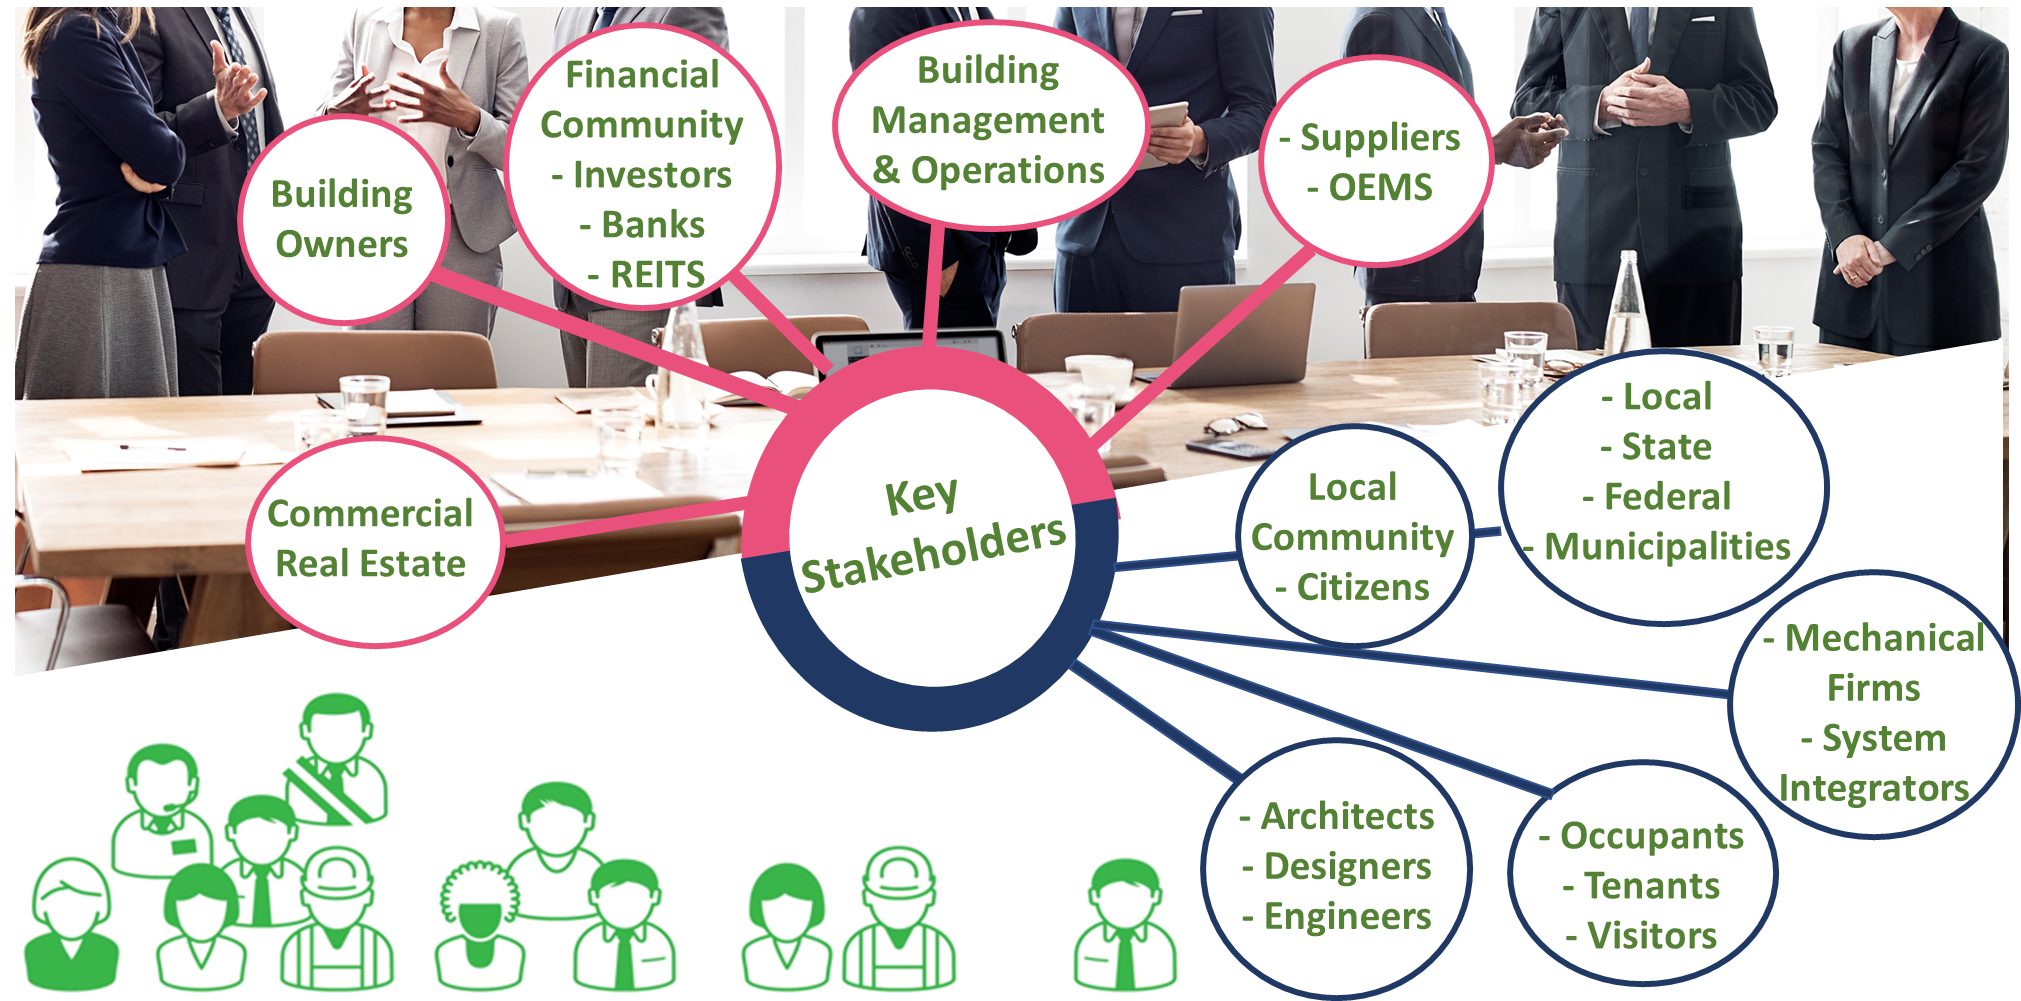 Building
Owners
Financial
Community
- Investors
- Banks
- REITS
Building
Management
& Operations
- Suppliers
- OEMS
Commercial
Real Estate
Key
Stakeholders
Local
Community
- Citizens
- Local
- State
- Federal
- Municipalities
- Mechanical
Firms
- System
Integrators
- Architects
- Designers
- Engineers
- Occupants
- Tenants
- Visitors